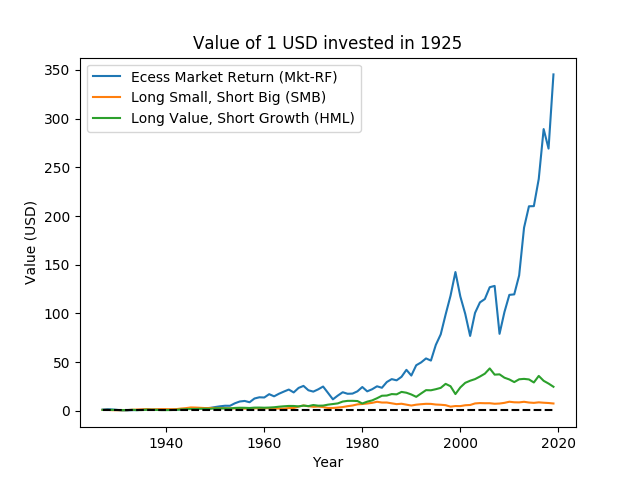 Value of 1 USD invested in 1925
Ecess Market Return (Mkt-RF)
Long Small, Short Big (SMB)
Long Value, Short Growth (HML)
Value (USD)
350
300
250
200
150
100
50
0
1940 1960 1980 2000 2020
Year